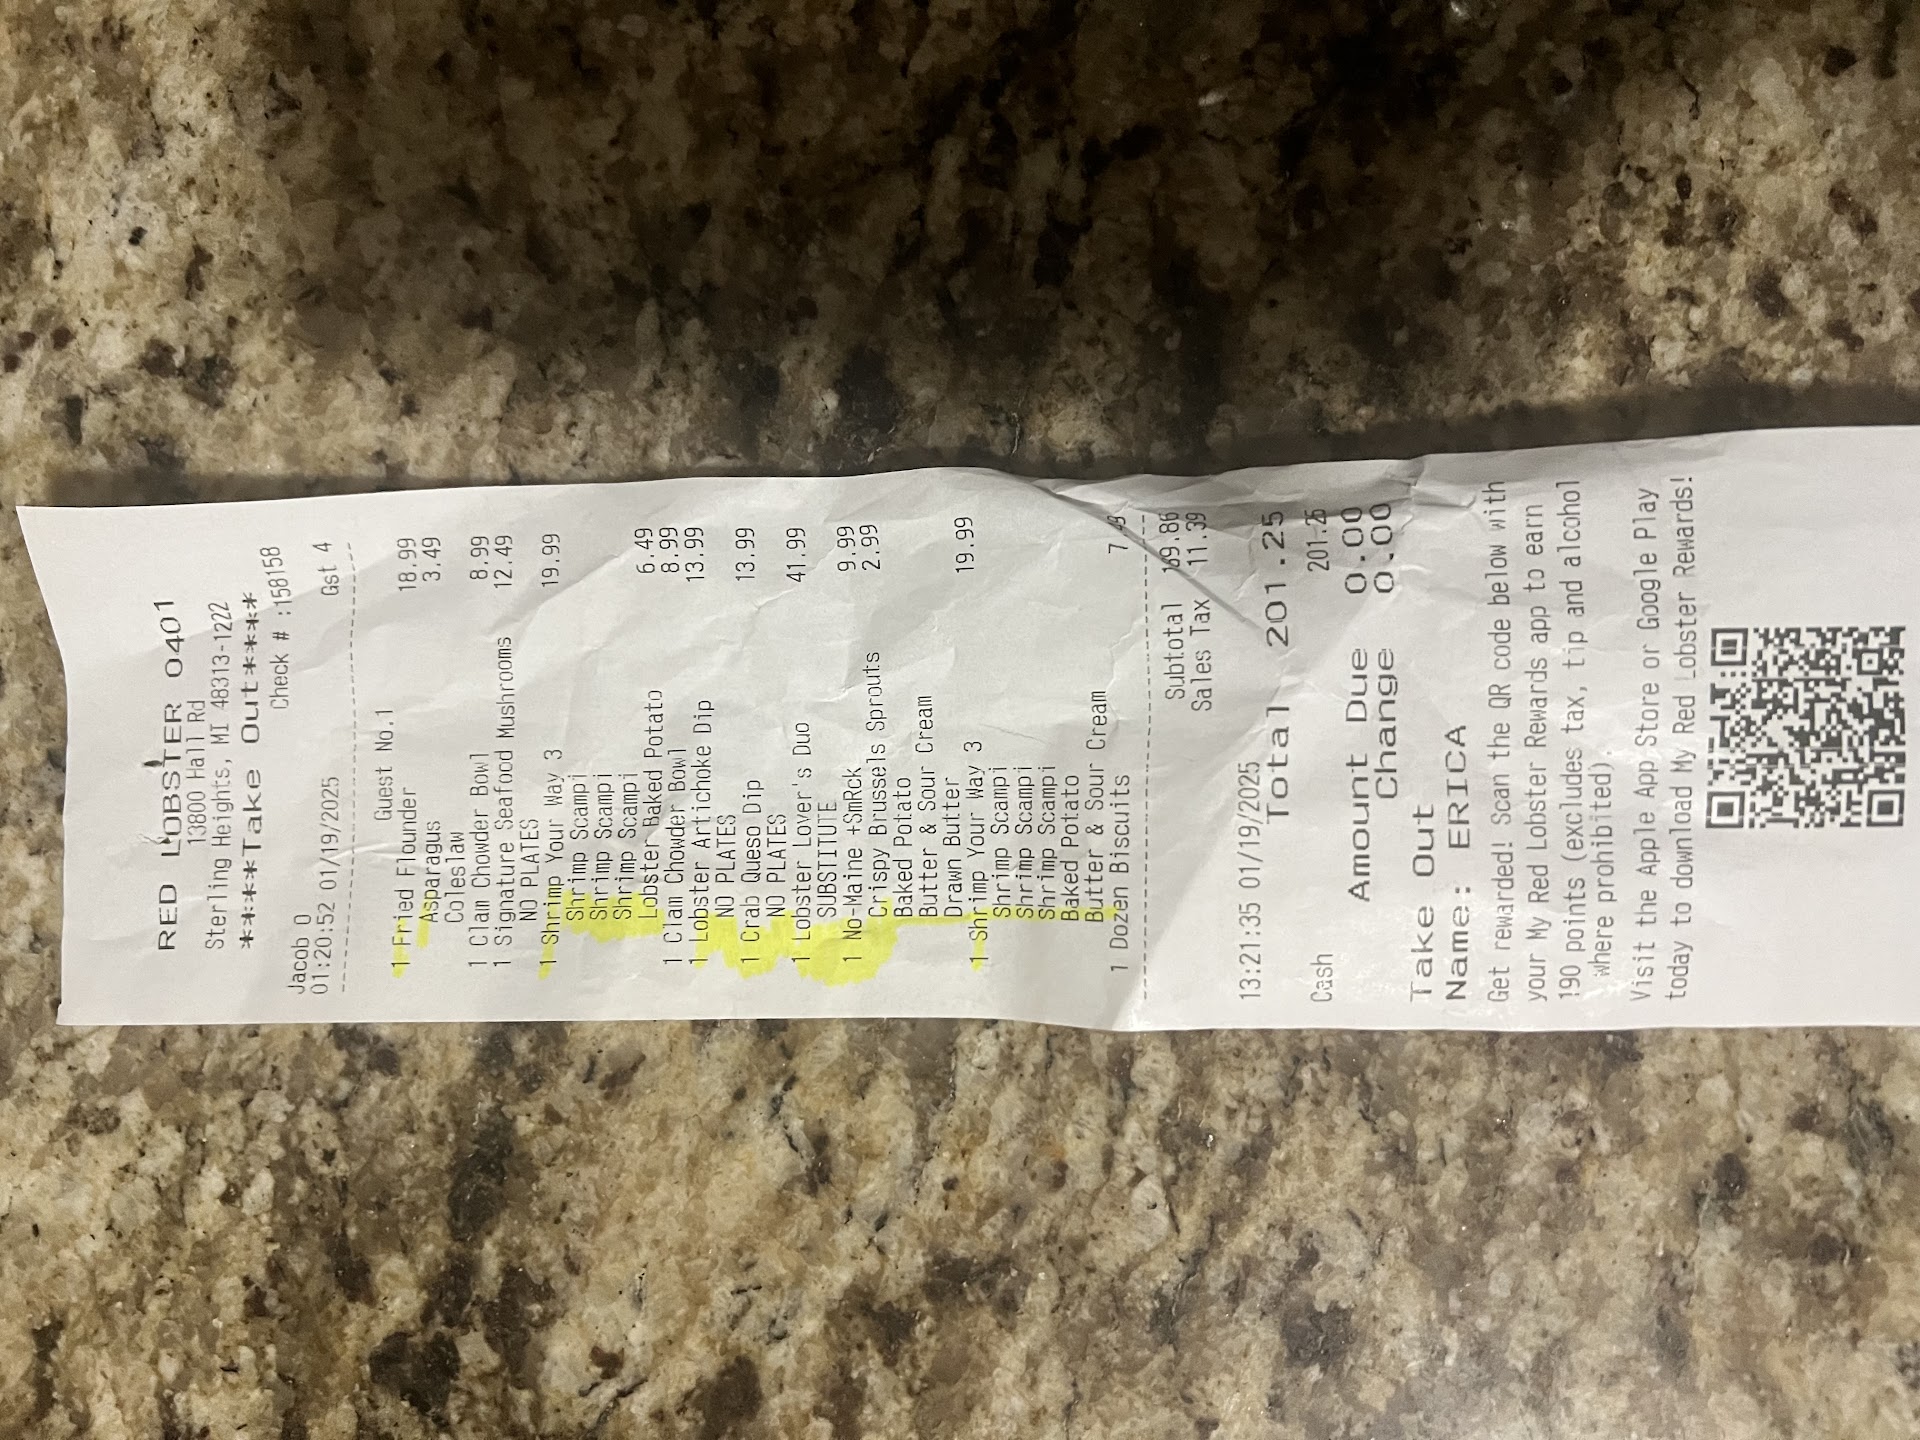 RED LOBSTER 0401
13800 Hall Rd
Sterling Heights, MI 48313-1222
*****Take Out*****
Check # :158158
Jacob O
01:20:52 01/19/2025 Gst 4
Guest No.1
1 Fried Flounder 18.99
Asparagus 3.49
Coleslaw
1 Clam Chowder Bowl 8.99
1 Signature Seafood Mushrooms 12.49
NO PLATES
1 Shrimp Your Way 3 19.99
Shrimp Scampi
Shrimp Scampi
Shrimp Scampi
Lobster Baked Potato 6.49
1 Clam Chowder Bowl 8.99
1 Lobster Artichoke Dip 13.99
NO PLATES
1 Crab Queso Dip 13.99
NO PLATES
1 Lobster Lover's Duo 41.99
SUBSTITUTE
1 No-Maine +SmRck 9.99
Crispy Brussels Sprouts 2.99
Baked Potato
Butter & Sour Cream
Drawn Butter
1 Shrimp Your Way 3 19.99
Shrimp Scampi
Shrimp Scampi
Shrimp Scampi
Baked Potato
Butter & Sour Cream
1 Dozen Biscuits 7.49
Subtotal 189.86
Sales Tax 11.39
13:21:35 01/19/2025
Total 201.25
Cash 201.25
Amount Due 0.00
Change 0.00
Take Out
Name: ERICA
Get rewarded! Scan the QR code below with
your My Red Lobster Rewards app to earn
190 points (excludes tax, tip and alcohol
where prohibited).
Visit the Apple App Store or Google Play
today to download My Red Lobster Rewards!